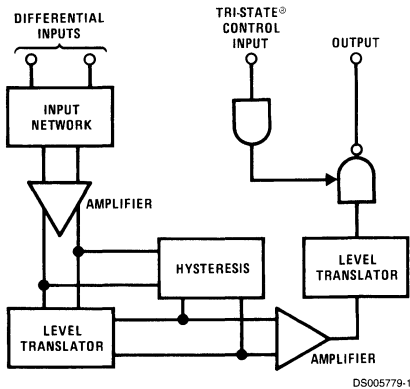 DIFFERENTIAL
INPUTS
TRI-STATE®
CONTROL
INPUT
OUTPUT
INPUT
NETWORK
AMPLIFIER
HYSTERESIS
LEVEL
TRANSLATOR
LEVEL
TRANSLATOR
AMPLIFIER
DS005779-1